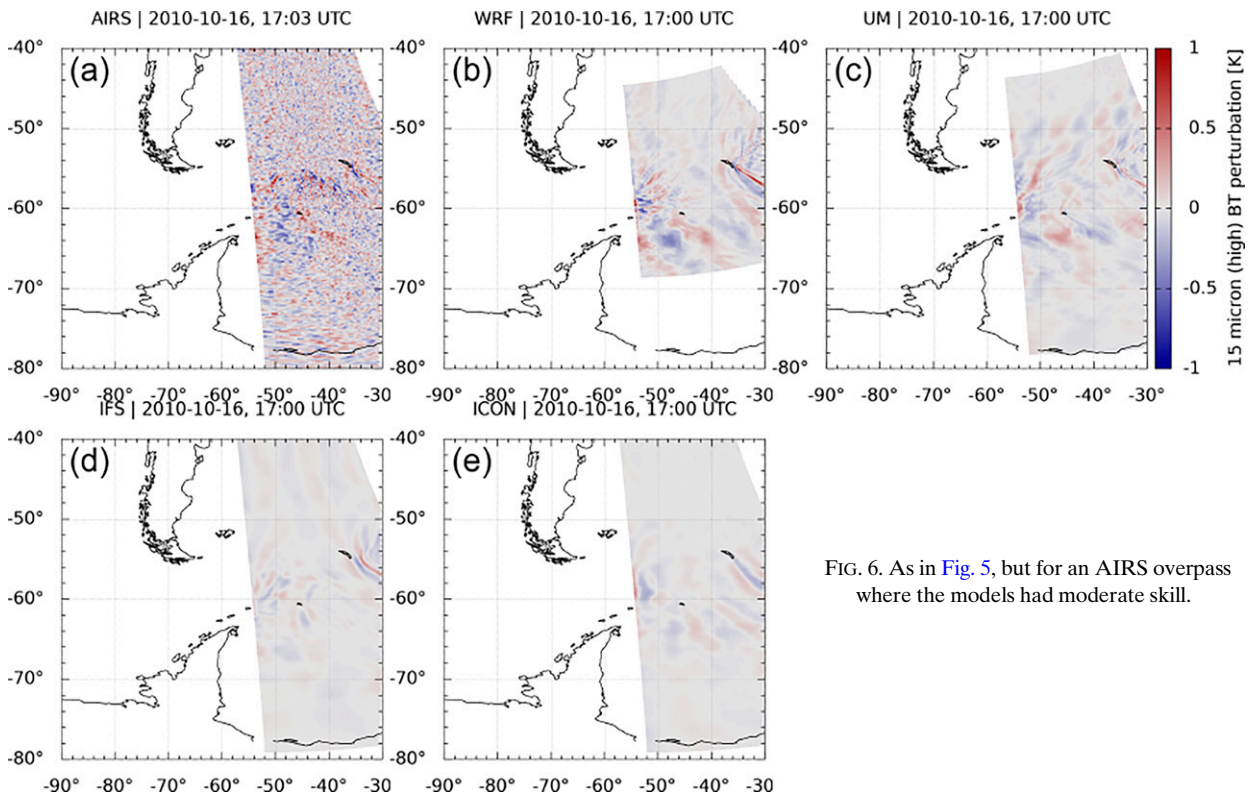 AIRS | 2010-10-16, 17:03 UTC
WRF | 2010-10-16, 17:00 UTC
UM | 2010-10-16, 17:00 UTC
-40° -40° -40° 1
(a) (b) (c)
-50° -50° -50° 0.5
-60° -60° -60° 0
-70° -70° -70° -0.5
-80° -80° -80° -1
15 micron (high) BT perturbation [K]
-90° -80° -70° -60° -50° -40° -30
-90° -80° -70° -60° -50° -40° -30
-90° -80° -70° -60° -50° -40° -30
IFS | 2010-10-16, 17:00 UTC
ICON | 2010-10-16, 17:00 UTC
-40° -40°
(d) (e)
-50° -50°
-60° -60°
-70° -70°
-80° -80°
-90° -80° -70° -60° -50° -40° -30
-90° -80° -70° -60° -50° -40° -30
FIG. 6. As in Fig. 5, but for an AIRS overpass
where the models had moderate skill.